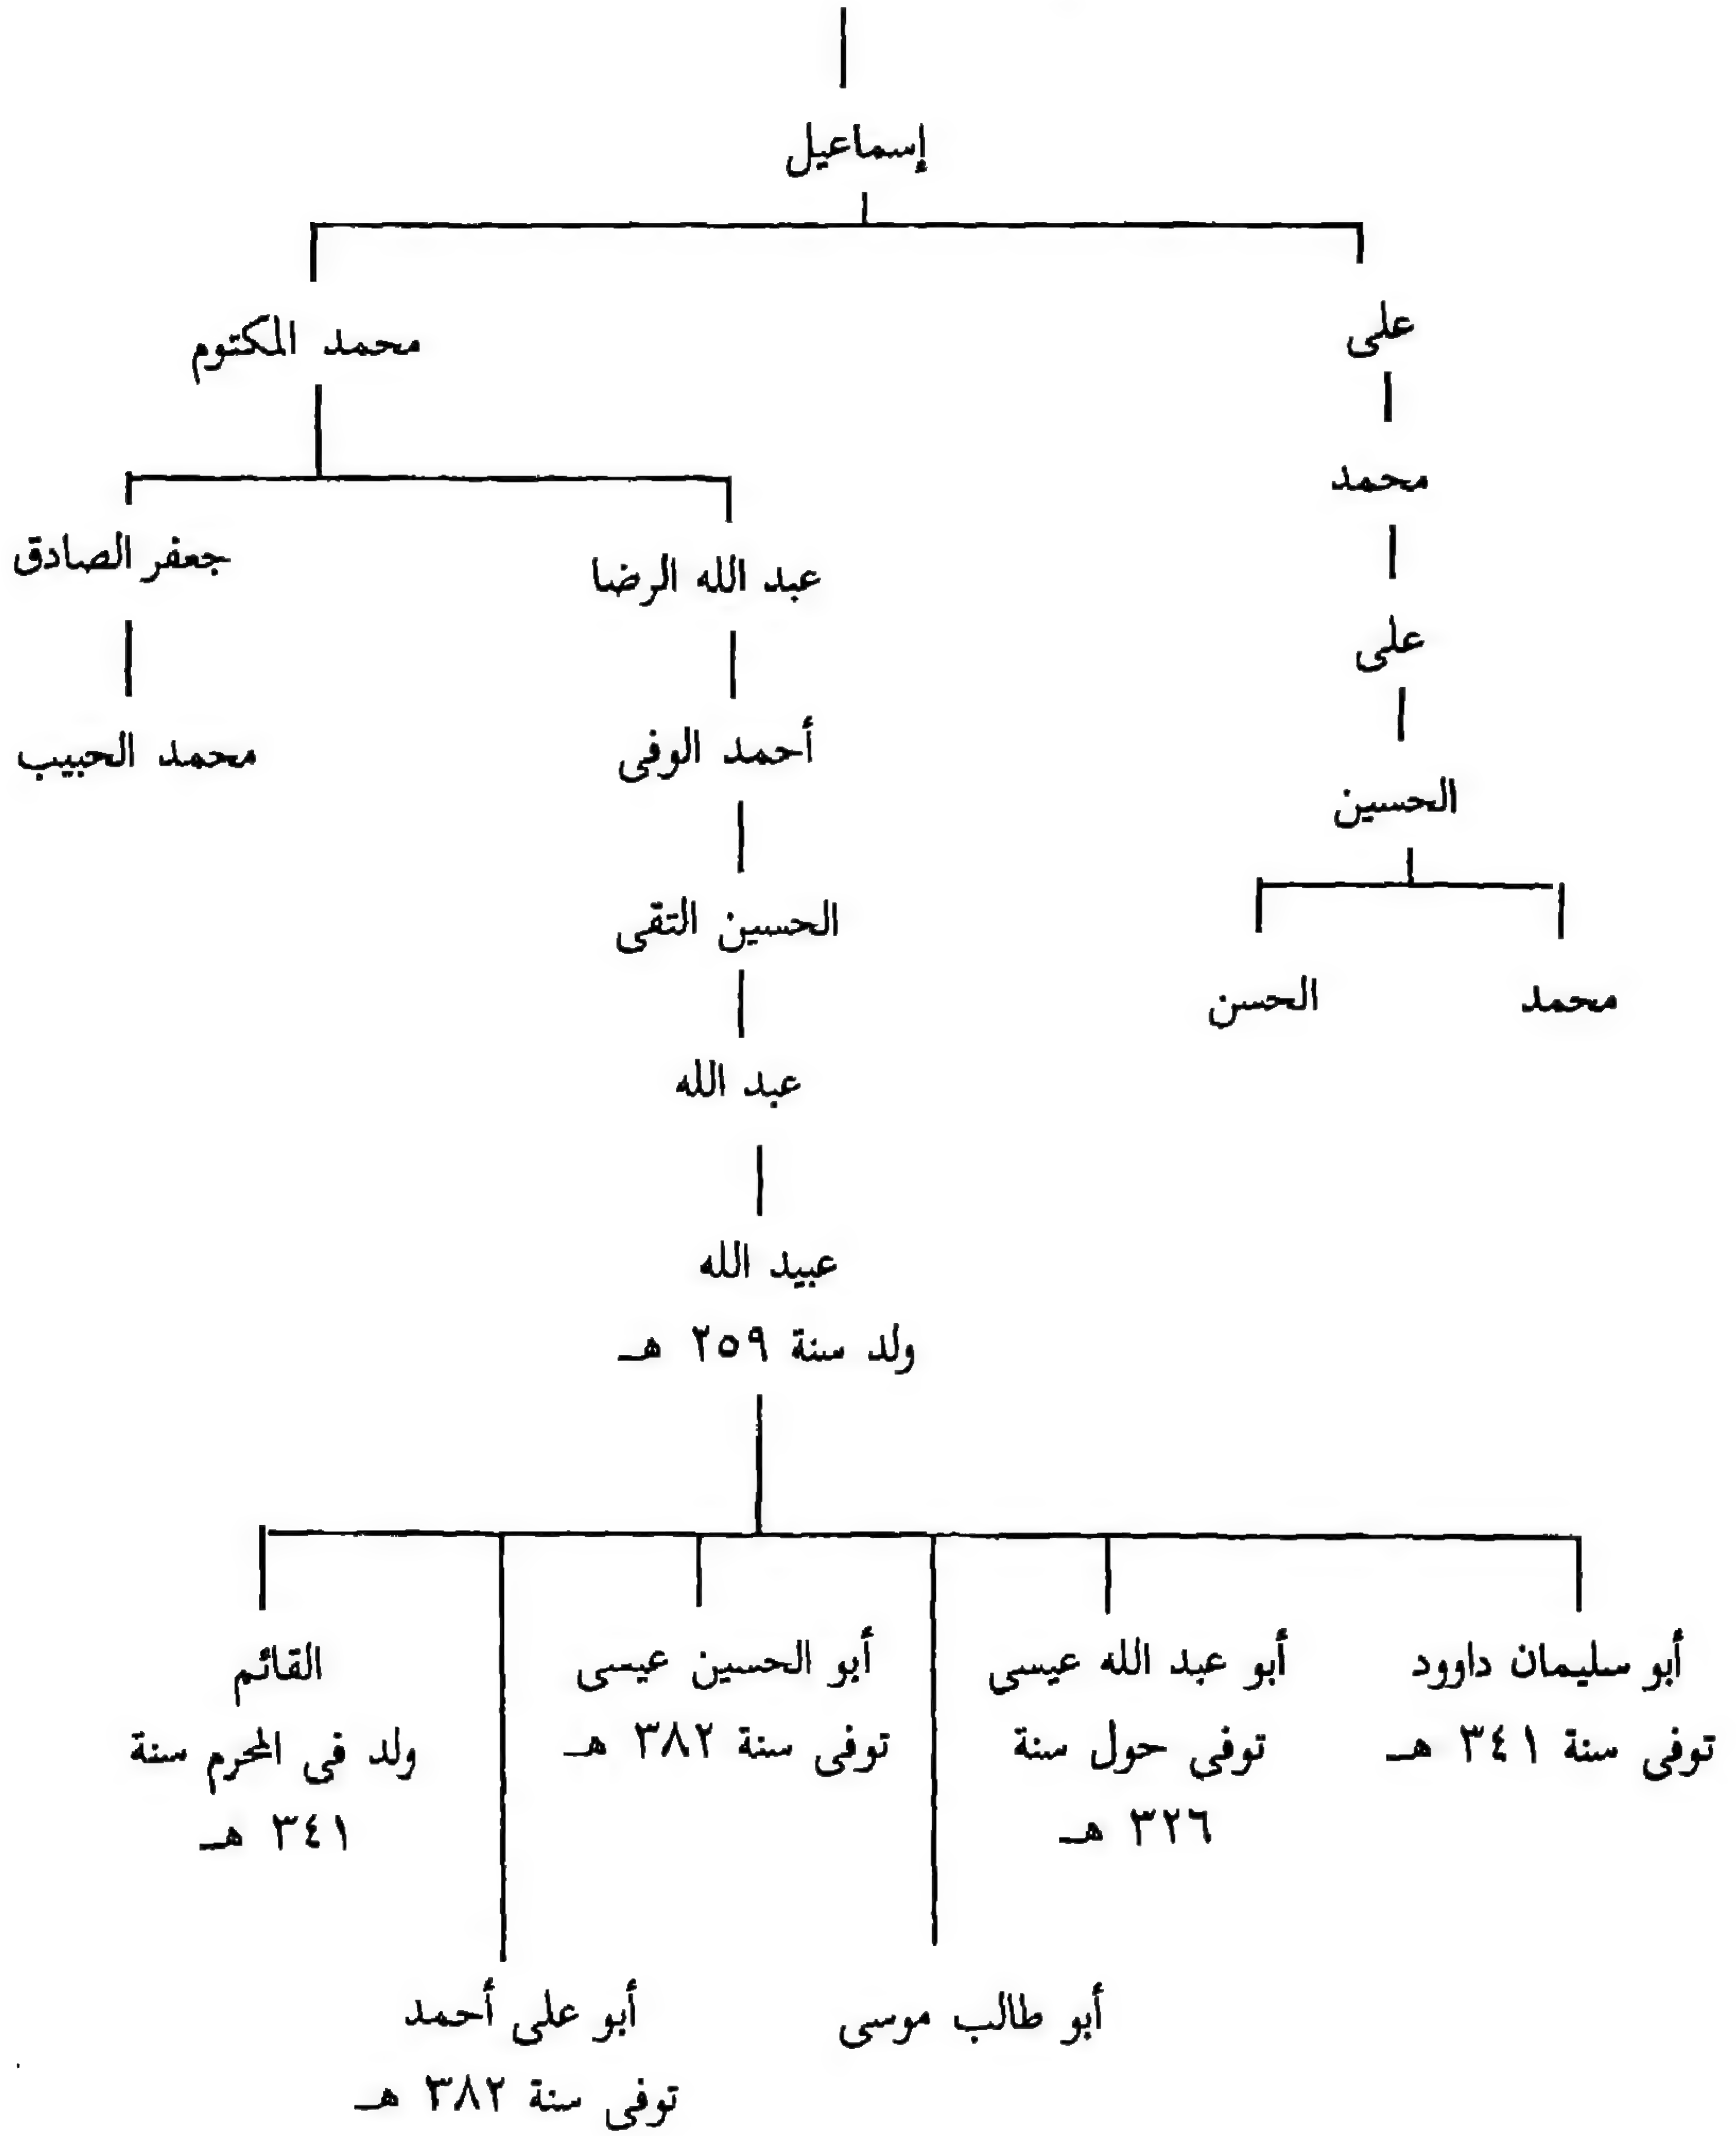 إسماعيل
على
محمد المكتوم
محمد
جعفر الصادق
عبد الله الرضا
على
أحمد الوفى
محمد الحبيب
الحسين
الحسين التقى
محمد
الحسن
عبد الله
عبيد الله
ولد سنة ٢٥٩ هـ
أبو سليمان داوود
توفى سنة ٣٤١ هـ
أبو عبد الله عيسى
توفى حول سنة
٣٢٦ هـ
أبو الحسين عيسى
توفى سنة ٣٨٢ هـ
القائم
ولد فى المحرم سنة
٣٤١ هـ
أبو طالب موسى
أبو على أحمد
توفى سنة ٣٨٢ هـ